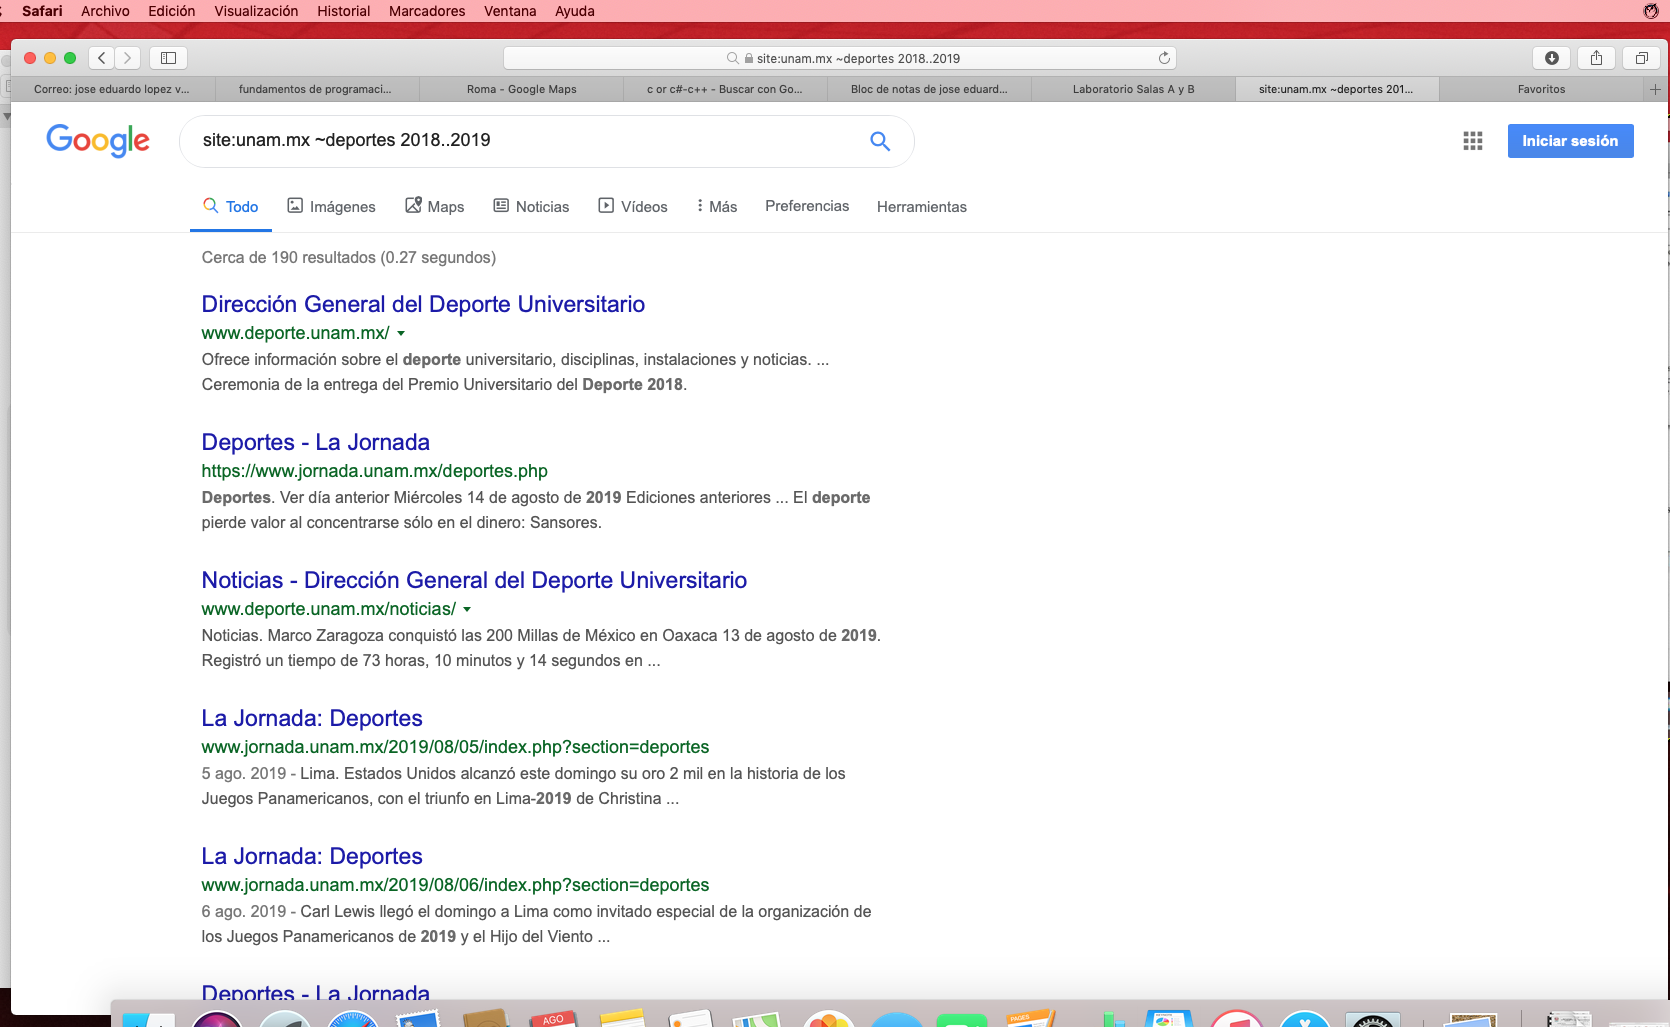 Safari Archivo Edición Visualización Historial Marcadores Ventana Ayuda
site:unam.mx ~deportes 2018..2019
Correo: jose eduardo lopez v... fundamentos de programaci... Roma - Google Maps c or c#-c++ - Buscar con Go... Bloc de notas de jose eduard... Laboratorio Salas A y B site:unam.mx ~deportes 201... Favoritos
Google site:unam.mx ~deportes 2018..2019 Iniciar sesión
Todo Imágenes Maps Noticias Vídeos Más Preferencias Herramientas
Cerca de 190 resultados (0.27 segundos)
Dirección General del Deporte Universitario
www.deporte.unam.mx/
Ofrece información sobre el deporte universitario, disciplinas, instalaciones y noticias. ...
Ceremonia de la entrega del Premio Universitario del Deporte 2018.
Deportes - La Jornada
https://www.jornada.unam.mx/deportes.php
Deportes. Ver día anterior Miércoles 14 de agosto de 2019 Ediciones anteriores ... El deporte
pierde valor al concentrarse sólo en el dinero: Sansores.
Noticias - Dirección General del Deporte Universitario
www.deporte.unam.mx/noticias/
Noticias. Marco Zaragoza conquistó las 200 Millas de México en Oaxaca 13 de agosto de 2019.
Registró un tiempo de 73 horas, 10 minutos y 14 segundos en ...
La Jornada: Deportes
www.jornada.unam.mx/2019/08/05/index.php?section=deportes
5 ago. 2019 - Lima. Estados Unidos alcanzó este domingo su oro 2 mil en la historia de los
Juegos Panamericanos, con el triunfo en Lima-2019 de Christina ...
La Jornada: Deportes
www.jornada.unam.mx/2019/08/06/index.php?section=deportes
6 ago. 2019 - Carl Lewis llegó el domingo a Lima como invitado especial de la organización de
los Juegos Panamericanos de 2019 y el Hijo del Viento ...
Deportes - La Jornada
AGO PAGES